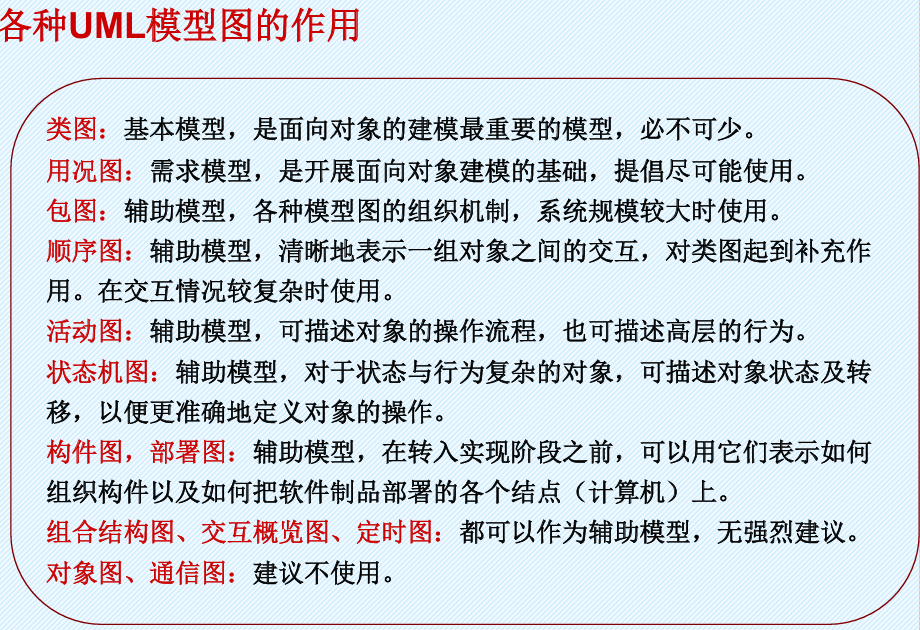 各种UML模型图的作用
类图：基本模型，是面向对象的建模最重要的模型，必不可少。
用况图：需求模型，是开展面向对象建模的基础，提倡尽可能使用。
包图：辅助模型，各种模型图的组织机制，系统规模较大时使用。
顺序图：辅助模型，清晰地表示一组对象之间的交互，对类图起到补充作
用。在交互情况较复杂时使用。
活动图：辅助模型，可描述对象的操作流程，也可描述高层的行为。
状态机图：辅助模型，对于状态与行为复杂的对象，可描述对象状态及转
移，以便更准确地定义对象的操作。
构件图，部署图：辅助模型，在转入实现阶段之前，可以用它们表示如何
组织构件以及如何把软件制品部署的各个结点（计算机）上。
组合结构图、交互概览图、定时图：都可以作为辅助模型，无强烈建议。
对象图、通信图：建议不使用。